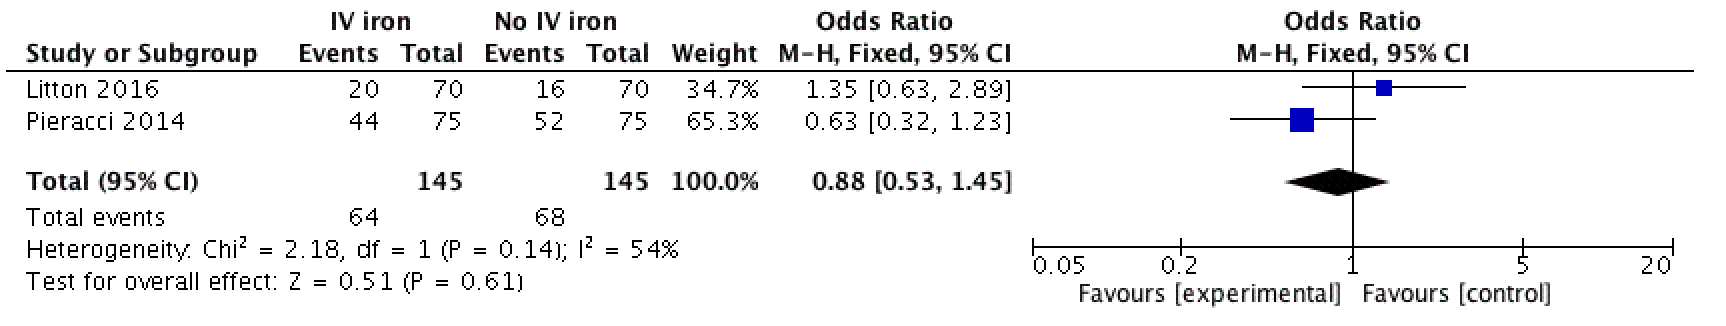 IV iron No IV iron Odds Ratio Odds Ratio
Study or Subgroup Events Total Events Total Weight M-H, Fixed, 95% CI M-H, Fixed, 95% CI
Litton 2016 20 70 16 70 34.7% 1.35 [0.63, 2.89]
Pieracci 2014 44 75 52 75 65.3% 0.63 [0.32, 1.23]
Total (95% CI) 145 145 100.0% 0.88 [0.53, 1.45]
Total events 64 68
Heterogeneity: Chi² = 2.18, df = 1 (P = 0.14); I² = 54%
Test for overall effect: Z = 0.51 (P = 0.61)
0.05 0.2 1 5 20
Favours [experimental] Favours [control]